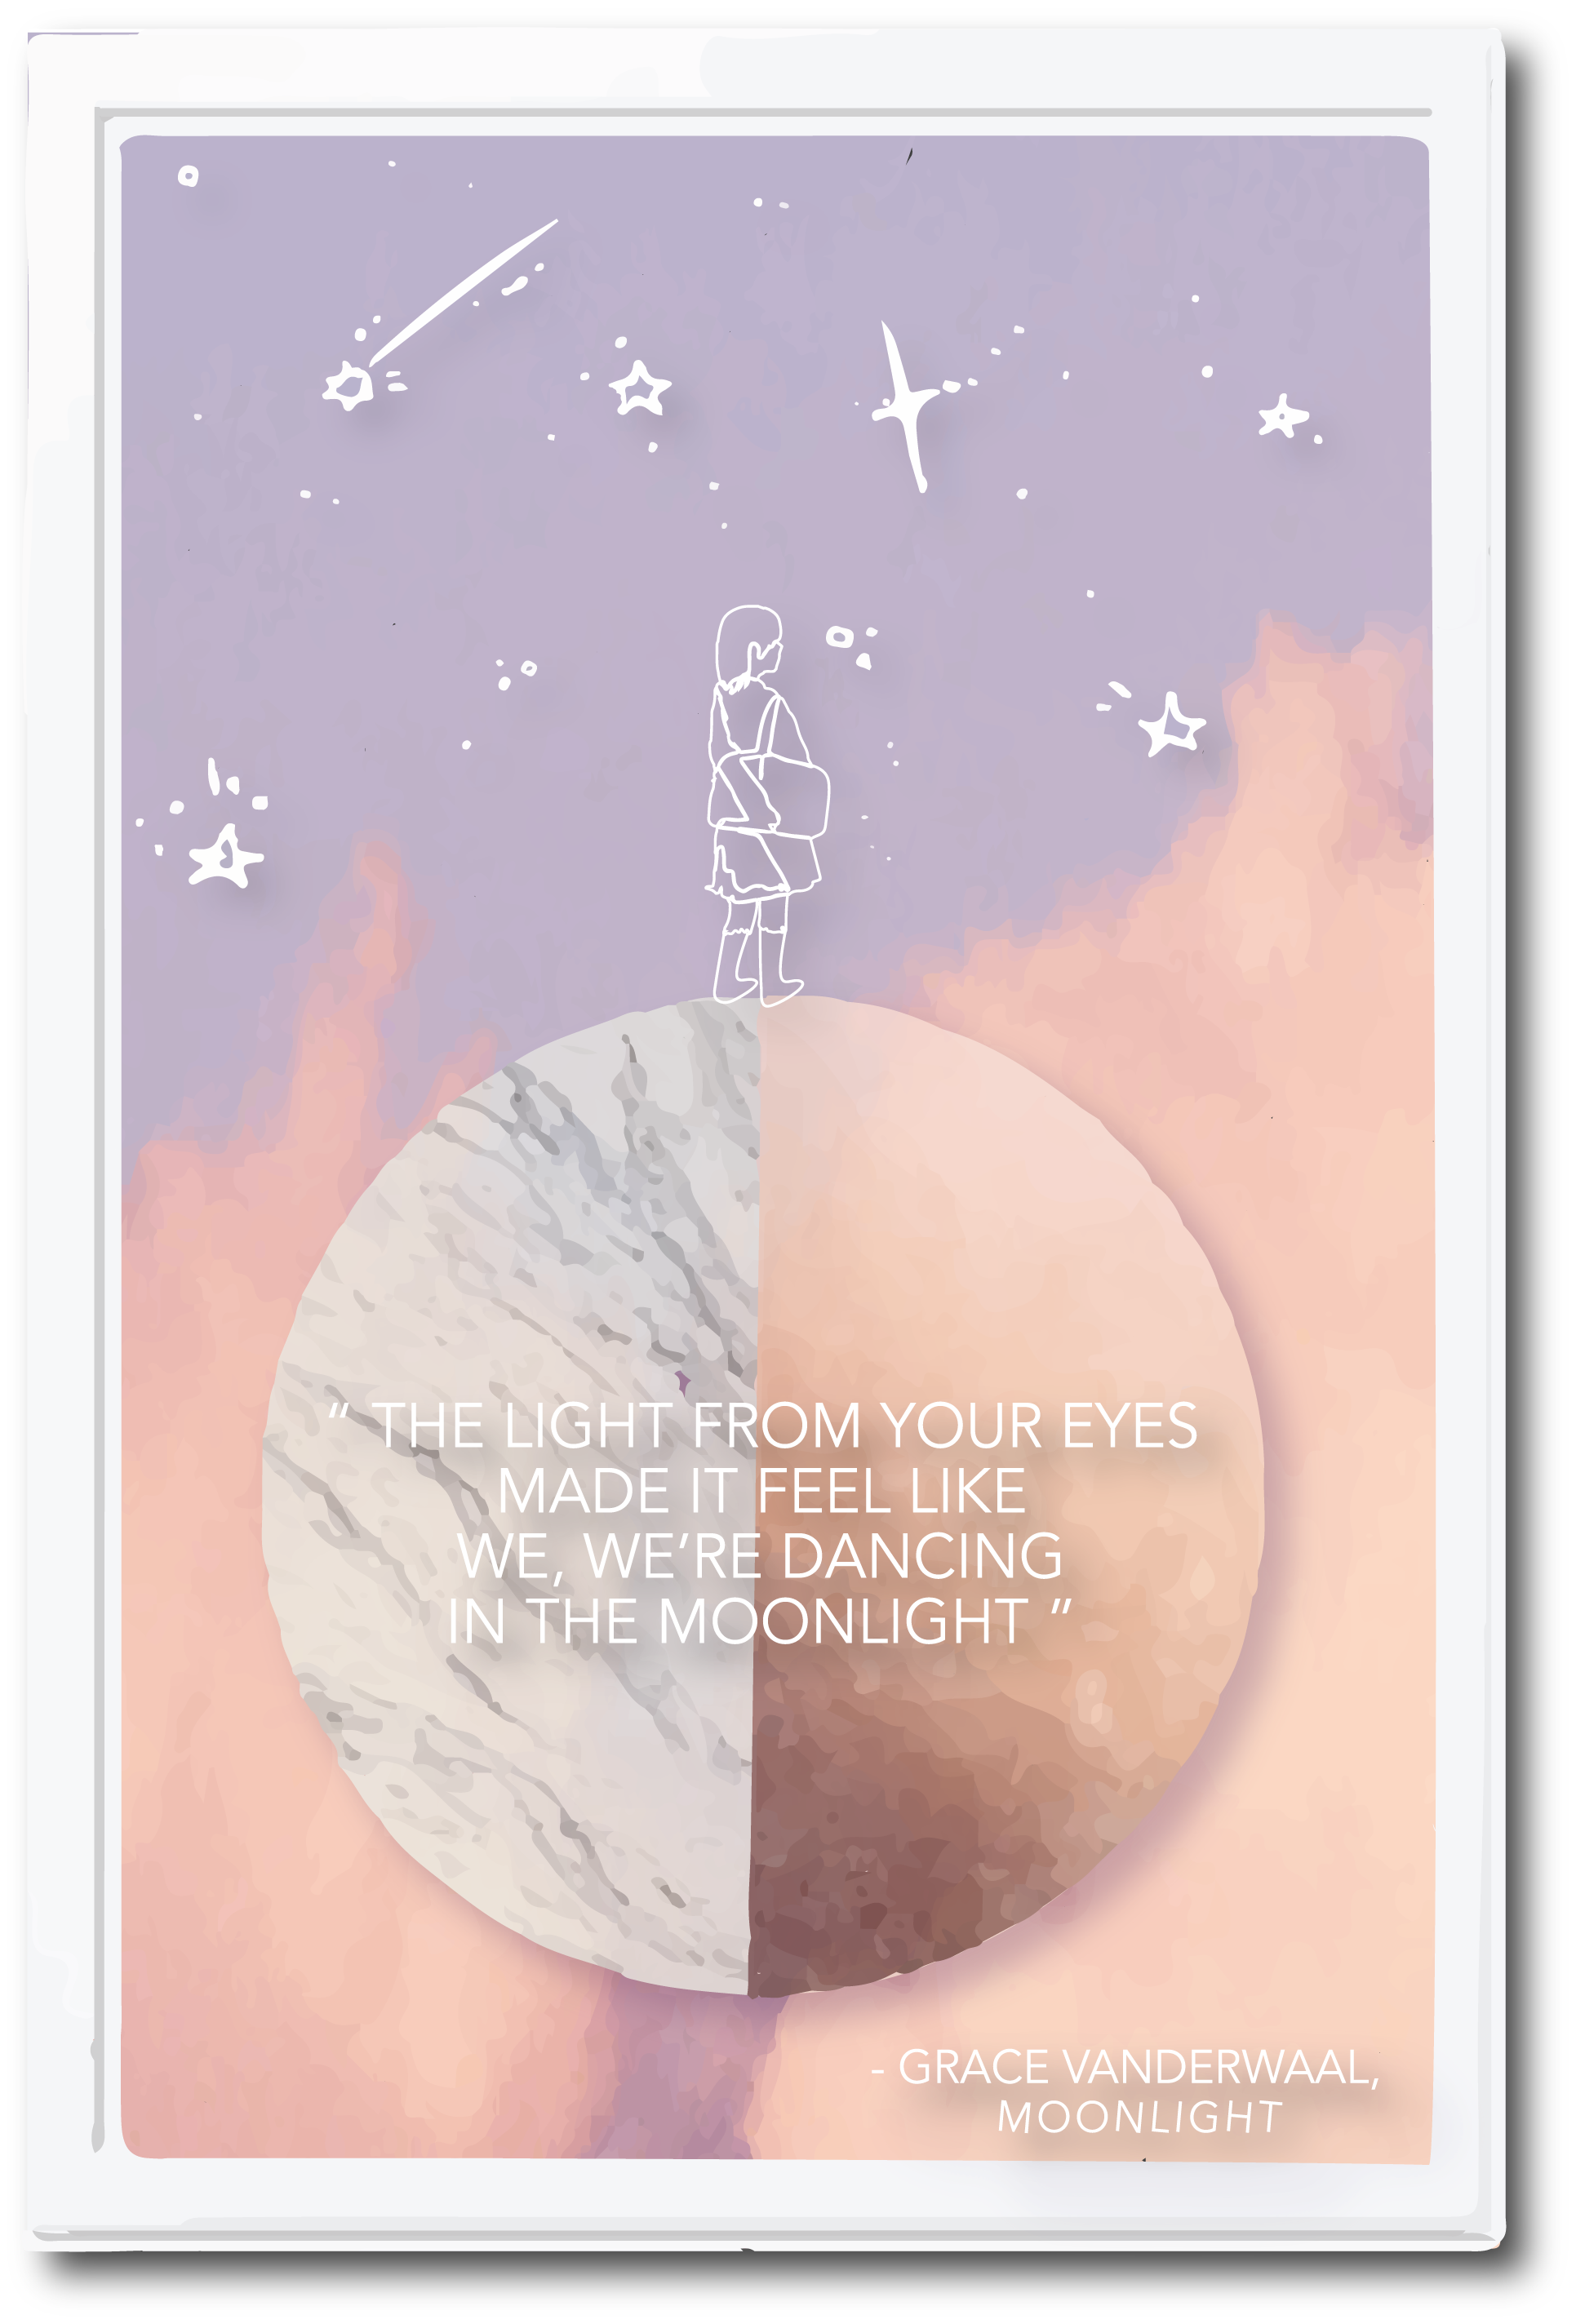 “ THE LIGHT FROM YOUR EYES
MADE IT FEEL LIKE
WE, WE’RE DANCING
IN THE MOONLIGHT ”
- GRACE VANDERWAAL,
MOONLIGHT